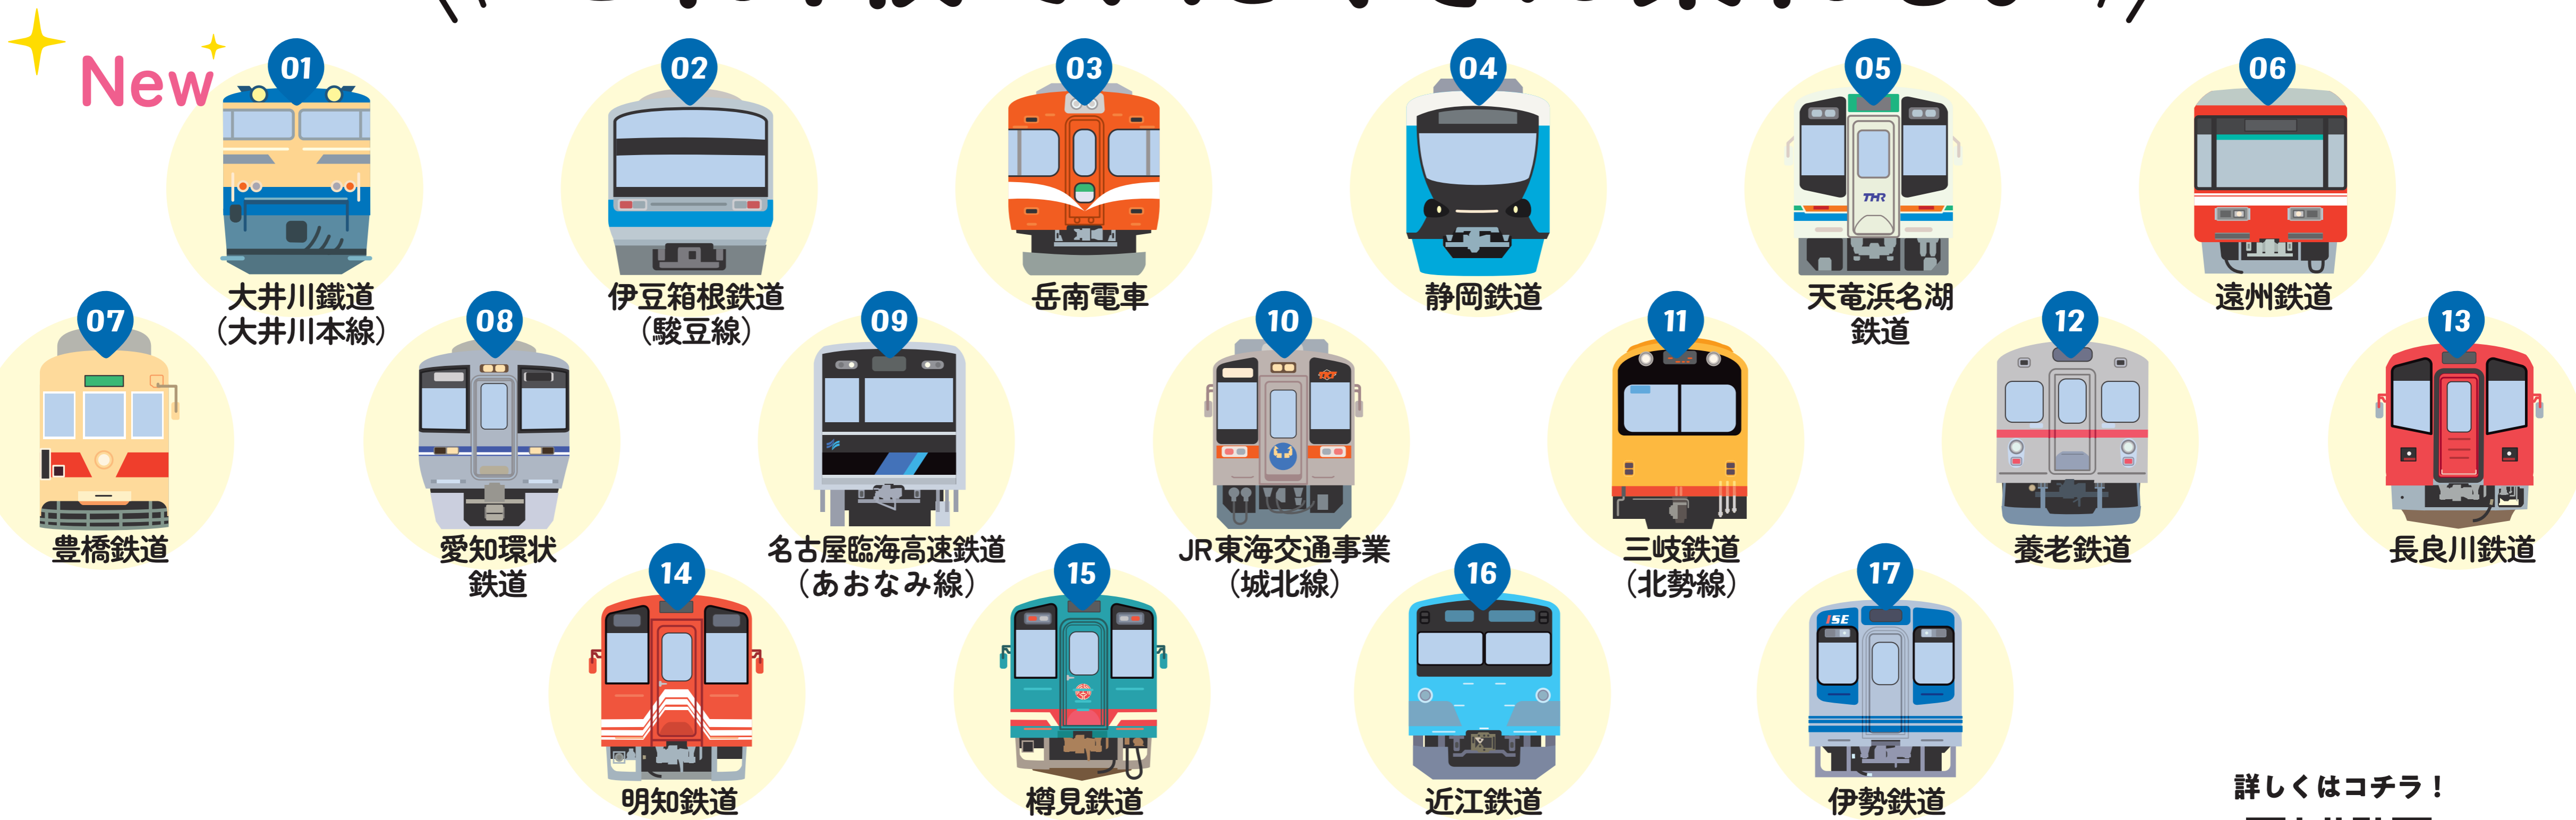 New
01
大井川鐵道
（大井川本線）
02
伊豆箱根鉄道
（駿豆線）
03
岳南電車
04
静岡鉄道
05
THR
天竜浜名湖
鉄道
06
遠州鉄道
07
豊橋鉄道
08
愛知環状
鉄道
09
名古屋臨海高速鉄道
（あおなみ線）
10
JR東海交通事業
（城北線）
11
三岐鉄道
（北勢線）
12
養老鉄道
13
長良川鉄道
14
明知鉄道
15
樽見鉄道
16
近江鉄道
17
ISE
伊勢鉄道
詳しくはコチラ！